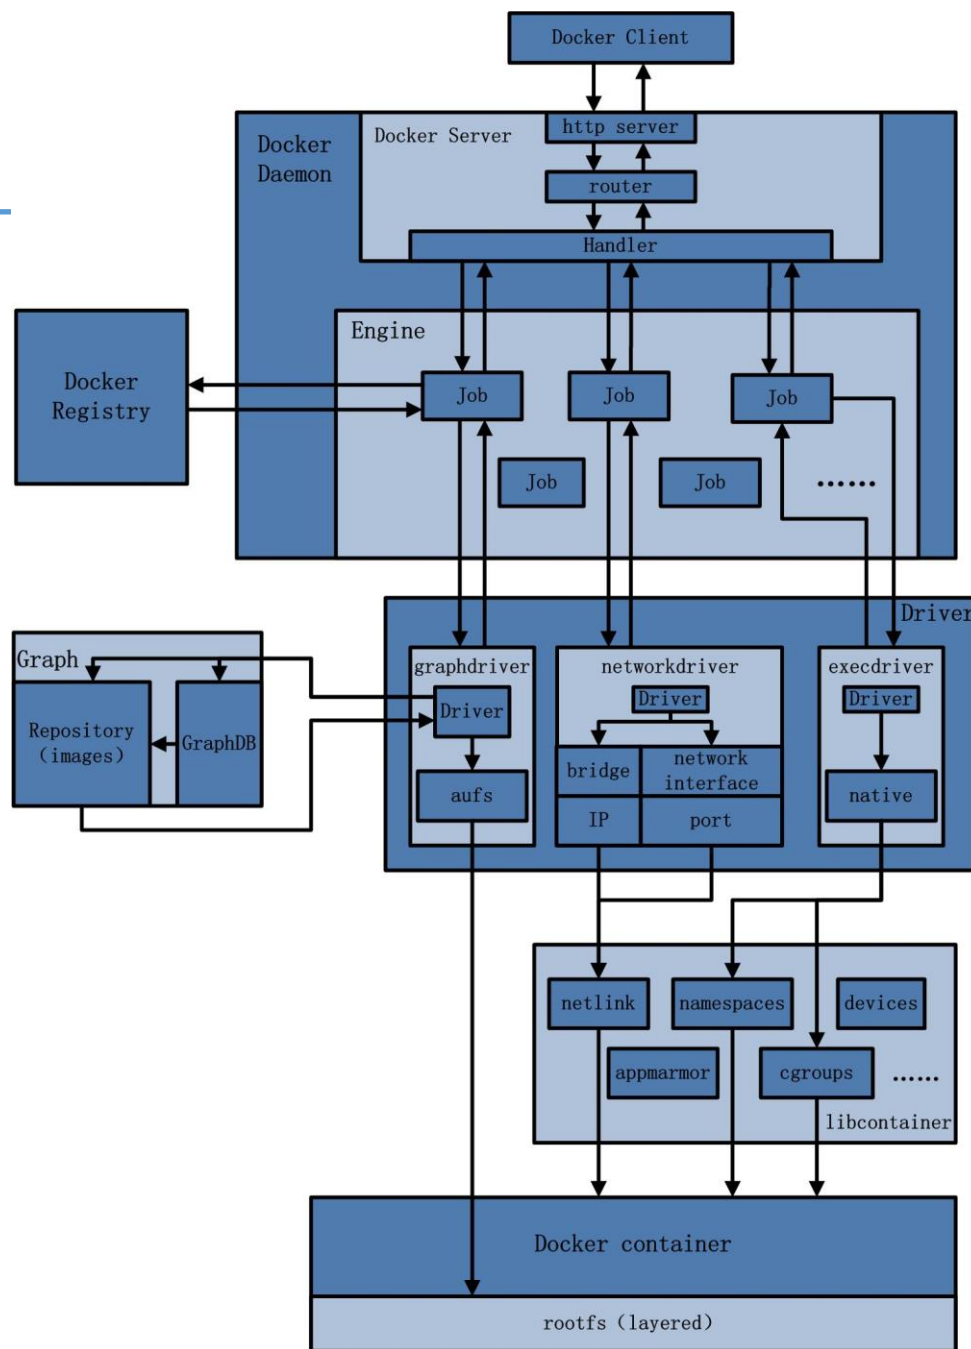 Docker Client
Docker
Daemon
Docker Server
http server
router
Handler
Docker
Registry
Engine
Job
Job
Job
Job
Job
......
Driver
Graph
Repository
(images)
GraphDB
graphdriver
Driver
aufs
networkdriver
Driver
bridge
network
interface
IP
port
execdriver
Driver
native
netlink
namespaces
devices
appmarmor
cgroups
......
libcontainer
Docker container
rootfs（layered）